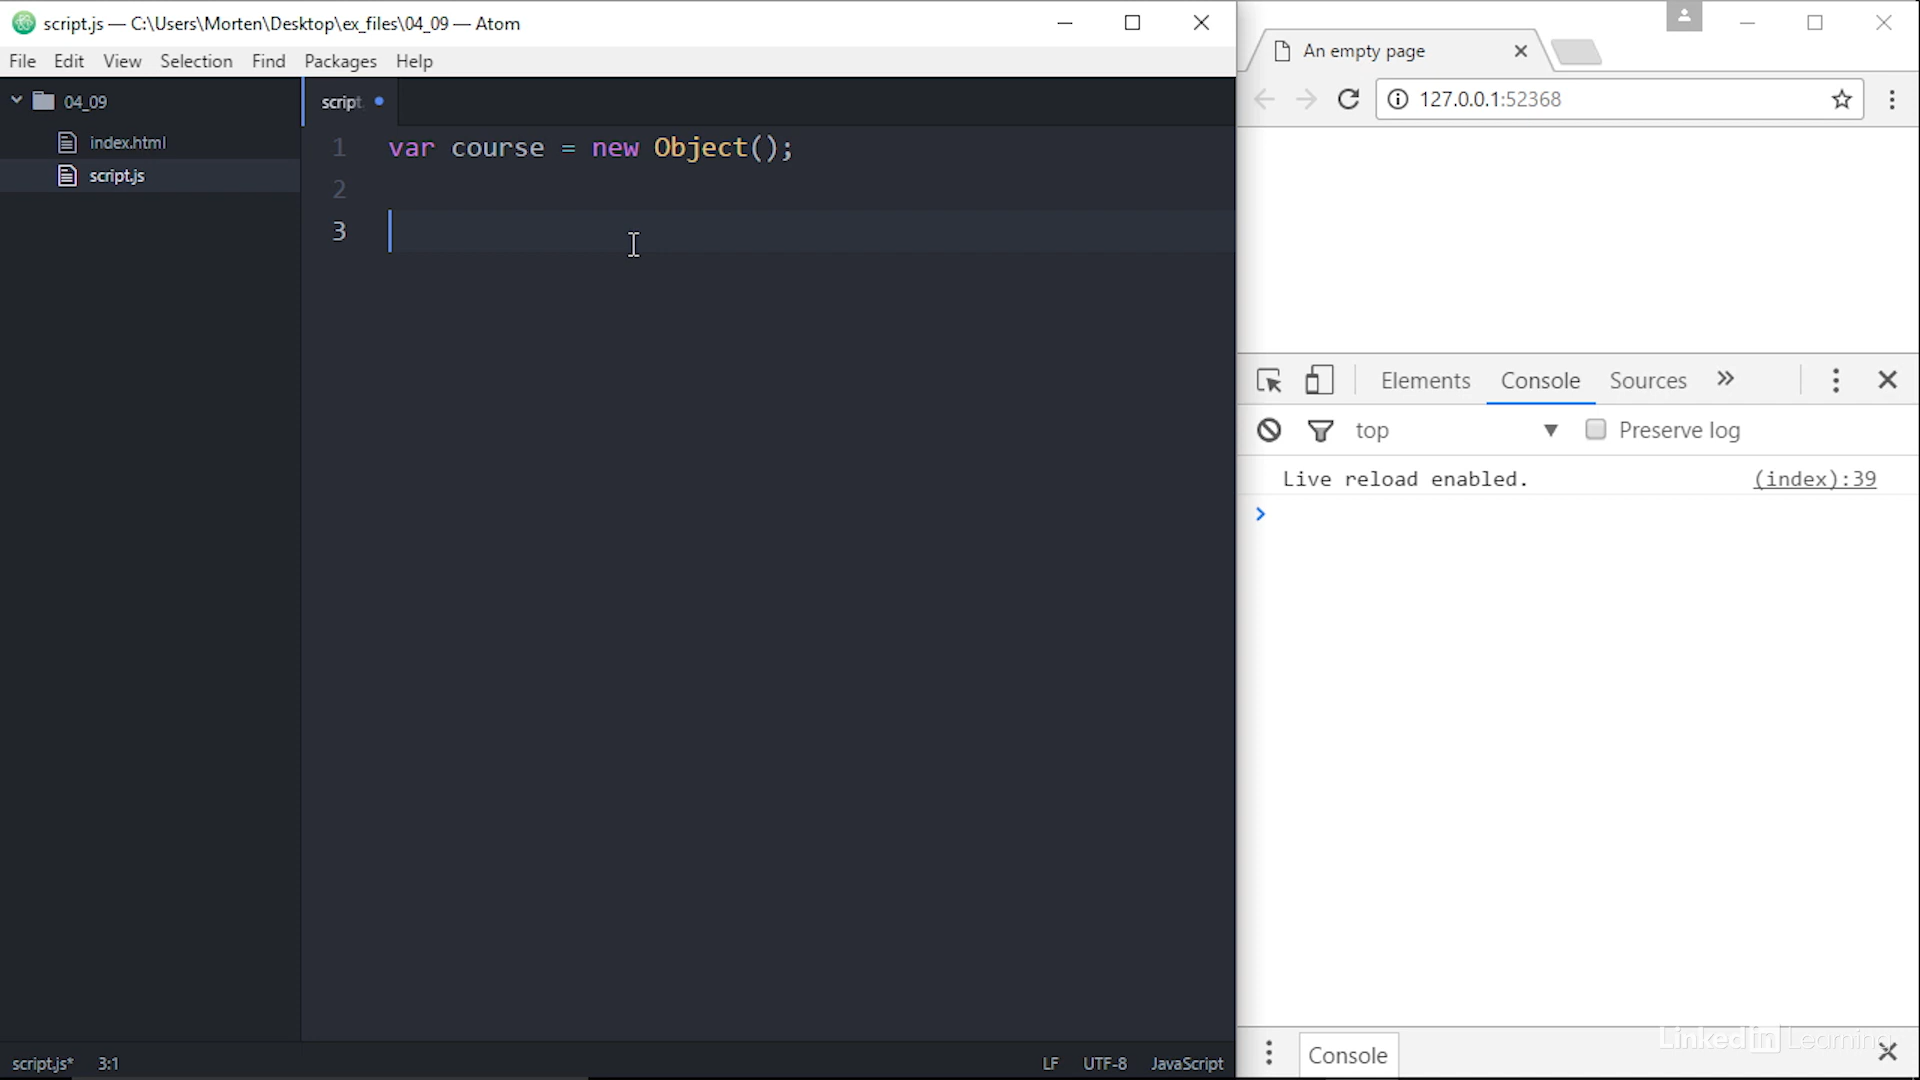 script.js — C:\Users\Morten\Desktop\ex_files\04_09 — Atom
File Edit View Selection Find Packages Help
04_09
index.html
script.js
script
1 var course = new Object();
2
3
script.js* 3:1 LF UTF-8 JavaScript
An empty page
127.0.0.1:52368
Elements Console Sources
top Preserve log
Live reload enabled. (index):39
Console
Linked in Learning